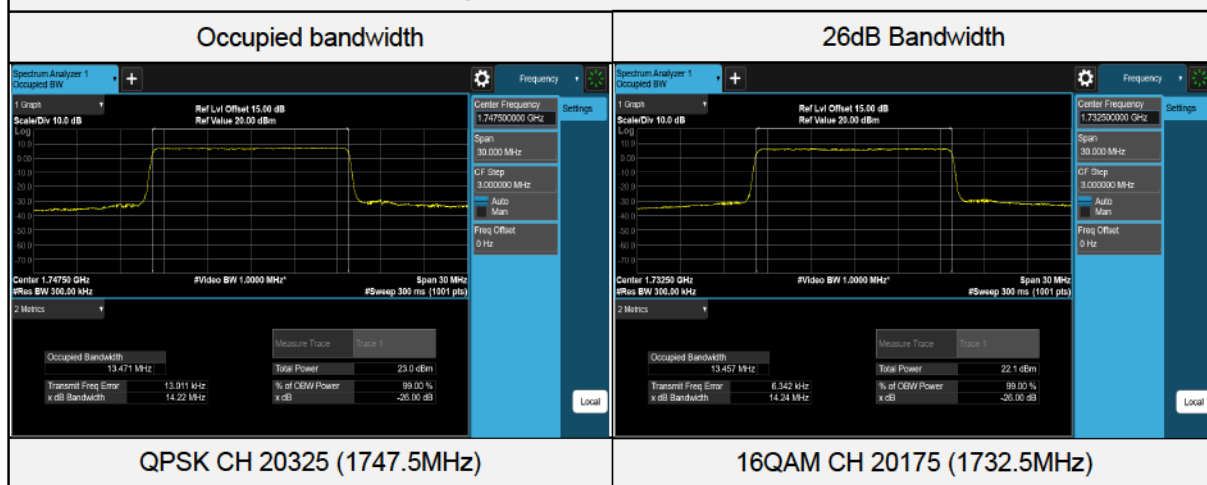 Occupied bandwidth
26dB Bandwidth
Spectrum Analyzer 1
Occupied BW
+
Frequency
1 Graph
Scale/Div 10.0 dB
Ref Lvl Offset 15.00 dB
Ref Value 20.00 dBm
Log
10.0
0.00
-10.0
-20.0
-30.0
-40.0
-50.0
-60.0
-70.0
Center 1.74750 GHz
#Video BW 1.0000 MHz*
Span 30 MHz
#Res BW 300.00 kHz
#Sweep 300 ms (1001 pts)
2 Metrics
Measure Trace Trace 1
Occupied Bandwidth
13.471 MHz
Total Power 23.0 dBm
Transmit Freq Error 13.011 kHz
% of OBW Power 99.00 %
x dB Bandwidth 14.22 MHz
x dB -26.00 dB
Center Frequency
1.747500000 GHz
Settings
Span
30.000 MHz
CF Step
3.000000 MHz
Auto
Man
Freq Offset
0 Hz
Local
Spectrum Analyzer 1
Occupied BW
+
Frequency
1 Graph
Scale/Div 10.0 dB
Ref Lvl Offset 15.00 dB
Ref Value 20.00 dBm
Log
10.0
0.00
-10.0
-20.0
-30.0
-40.0
-50.0
-60.0
-70.0
Center 1.73250 GHz
#Video BW 1.0000 MHz*
Span 30 MHz
#Res BW 300.00 kHz
#Sweep 300 ms (1001 pts)
2 Metrics
Measure Trace Trace 1
Occupied Bandwidth
13.457 MHz
Total Power 22.1 dBm
Transmit Freq Error 6.342 kHz
% of OBW Power 99.00 %
x dB Bandwidth 14.24 MHz
x dB -26.00 dB
Center Frequency
1.732500000 GHz
Settings
Span
30.000 MHz
CF Step
3.000000 MHz
Auto
Man
Freq Offset
0 Hz
Local
QPSK CH 20325 (1747.5MHz)
16QAM CH 20175 (1732.5MHz)